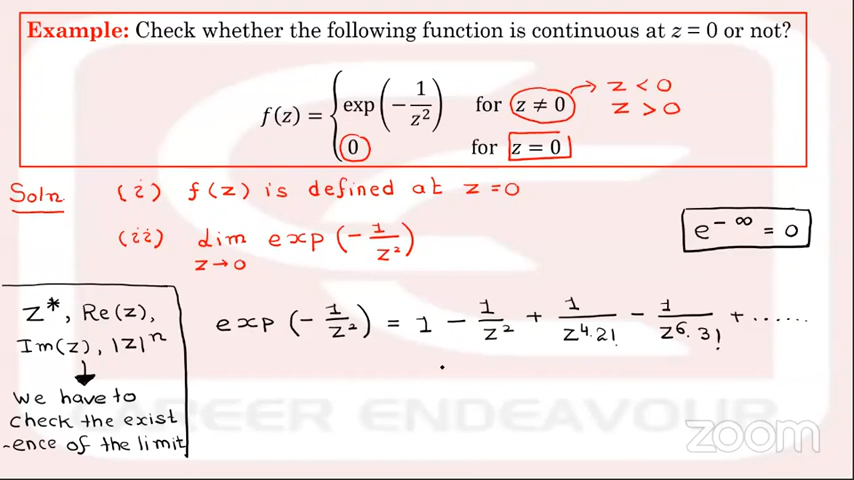 Example: Check whether the following function is continuous at z = 0 or not?
f(z) = { exp(−1/z²) for z ≠ 0 → z < 0
z > 0
0 for z = 0
Soln (i) f(z) is defined at z = 0
(ii) lim z→0 exp(−1/z²)
e^−∞ = 0
exp(−1/z²) = 1 − 1/z² + 1/z⁴·2! − 1/z⁶·3! + ......
z*, Re(z),
Im(z), |z|ⁿ
↓
we have to
check the exist
-ence of the limit
CAREER ENDEAVOUR
zoom